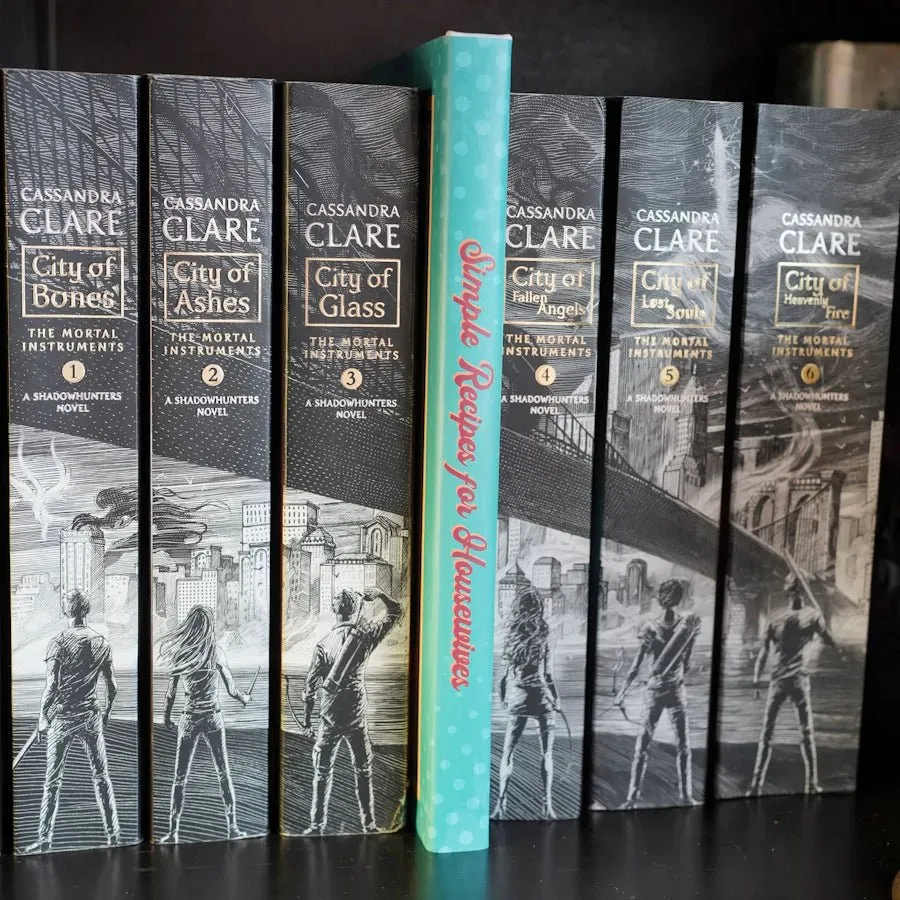 CASSANDRA
CLARE
City of
Bones
THE MORTAL
INSTRUMENTS
1
A SHADOWHUNTERS
NOVEL
CASSANDRA
CLARE
City of
Ashes
THE MORTAL
INSTRUMENTS
2
A SHADOWHUNTERS
NOVEL
CASSANDRA
CLARE
City of
Glass
THE MORTAL
INSTRUMENTS
3
A SHADOWHUNTERS
NOVEL
Simple Recipes for Housewives
CASSANDRA
CLARE
City of
Fallen
Angels
THE MORTAL
INSTRUMENTS
4
A SHADOWHUNTERS
NOVEL
CASSANDRA
CLARE
City of
Lost
Souls
THE MORTAL
INSTRUMENTS
5
A SHADOWHUNTERS
NOVEL
CASSANDRA
CLARE
City of
Heavenly
Fire
THE MORTAL
INSTRUMENTS
6
A SHADOWHUNTERS
NOVEL